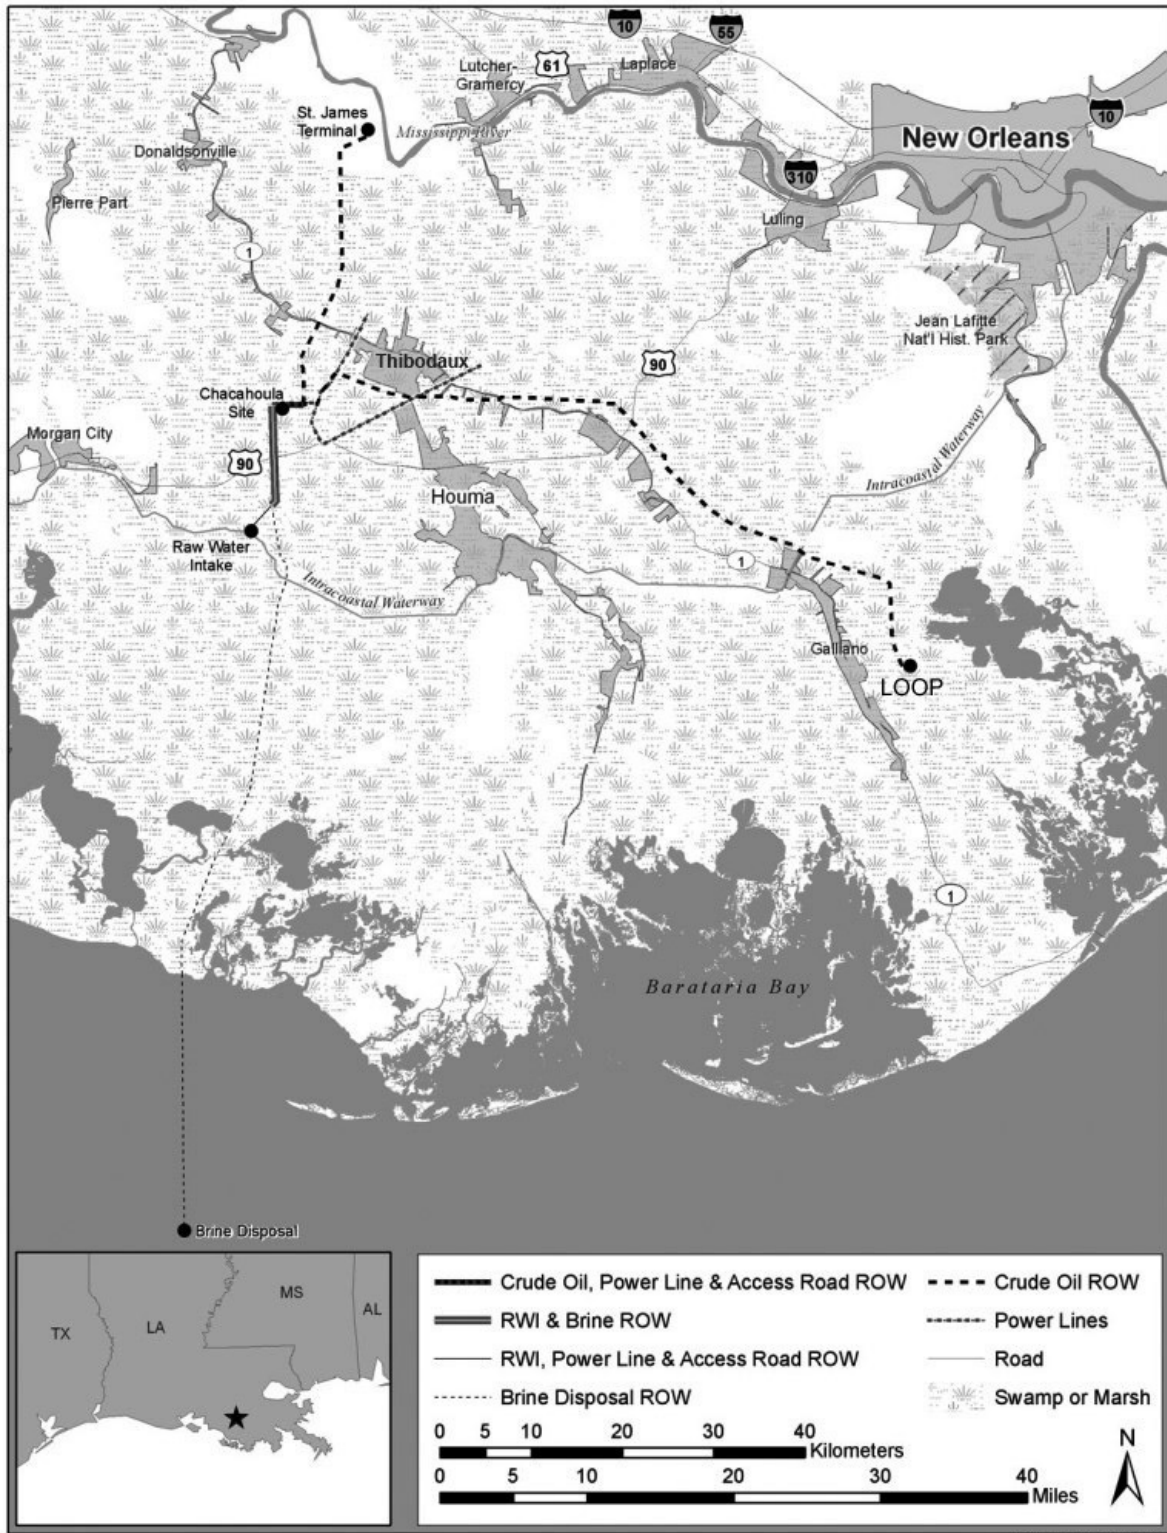 10
55
61
Lutcher-
Gramercy
Laplace
St. James
Terminal
Mississippi River
10
New Orleans
Donaldsonville
310
Pierre Part
Luling
1
Jean Lafitte
Nat'l Hist. Park
Thibodaux
90
Chacahoula
Site
Morgan City
90
Intracoastal Waterway
Houma
Raw Water
Intake
1
Intracoastal Waterway
Galliano
LOOP
1
Barataria Bay
Brine Disposal
TX
LA
MS
AL
Crude Oil, Power Line & Access Road ROW
RWI & Brine ROW
RWI, Power Line & Access Road ROW
Brine Disposal ROW
Crude Oil ROW
Power Lines
Road
Swamp or Marsh
0 5 10 20 30 40
Kilometers
0 5 10 20 30 40
Miles
N